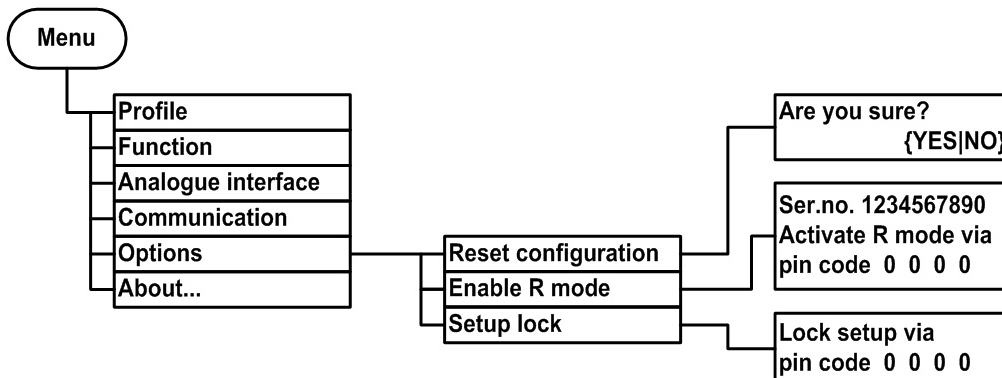 Menu
Profile
Function
Analogue interface
Communication
Options
About...
Reset configuration
Enable R mode
Setup lock
Are you sure?
{YES|NO}
Ser.no. 1234567890
Activate R mode via
pin code 0 0 0 0
Lock setup via
pin code 0 0 0 0